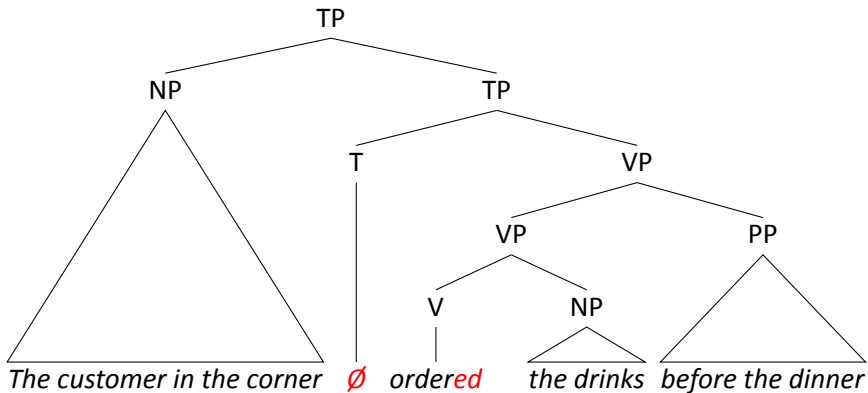 TP
NP TP
T VP
VP PP
V NP
The customer in the corner Ø ordered the drinks before the dinner